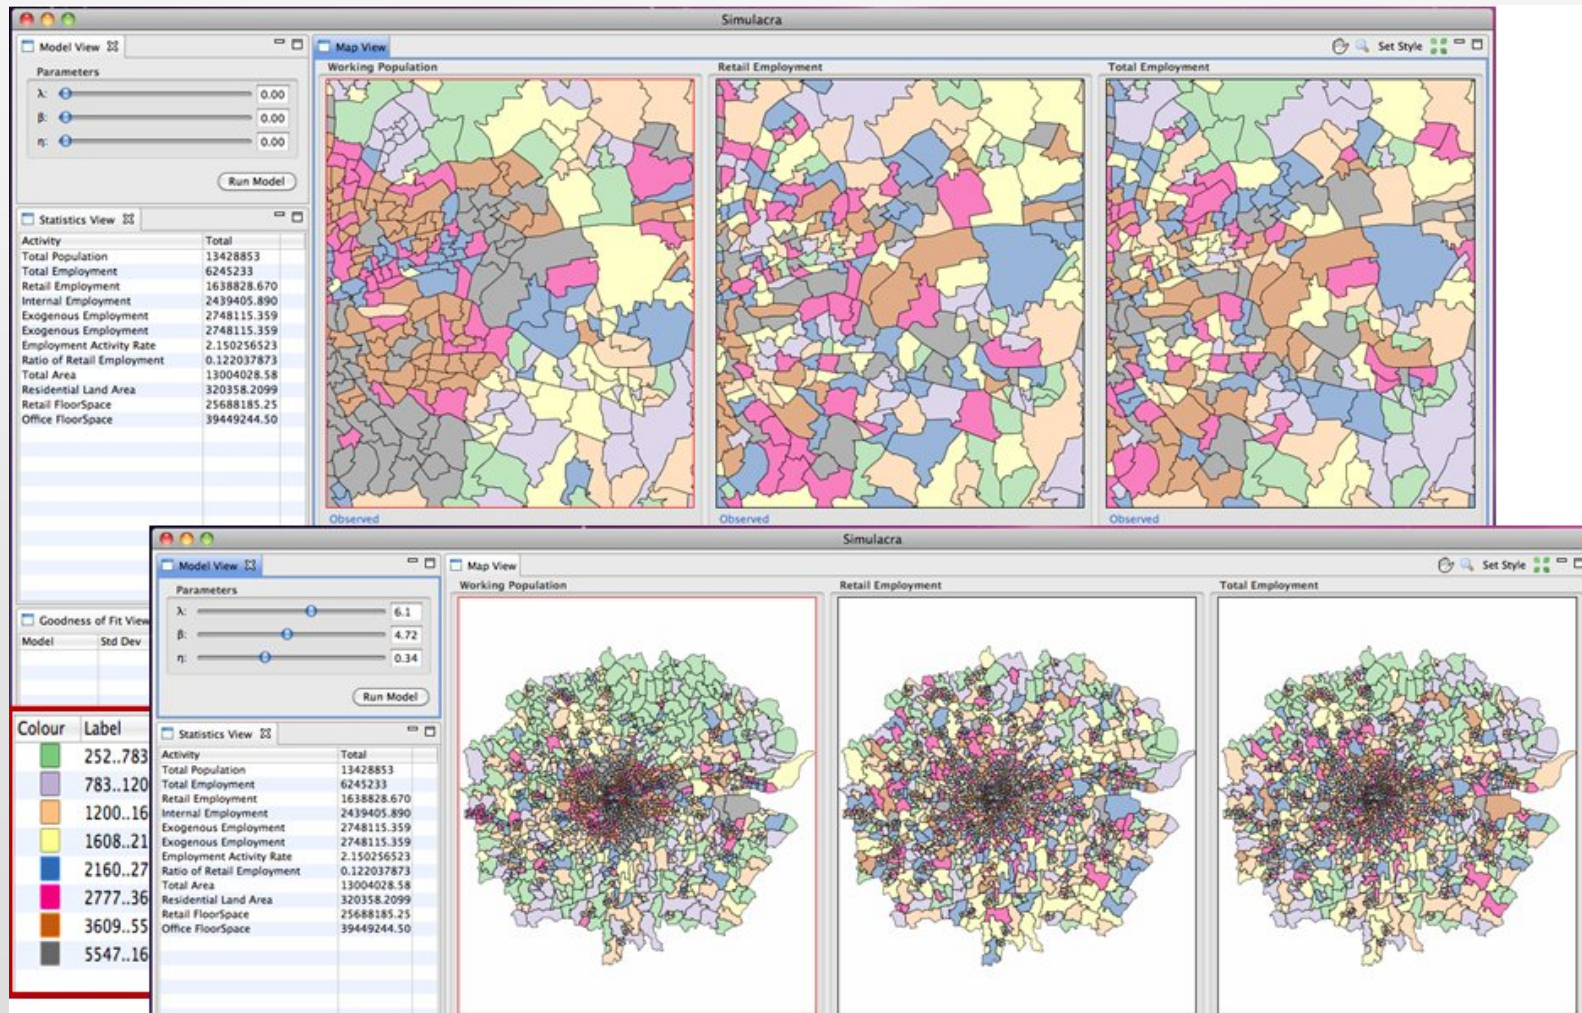 Simulacra
Model View
Parameters
λ: 0.00
β: 0.00
η: 0.00
Run Model
Statistics View
Activity Total
Total Population 13428853
Total Employment 6245233
Retail Employment 1638828.670
Internal Employment 2439405.890
Exogenous Employment 2748115.359
Exogenous Employment 2748115.359
Employment Activity Rate 2.150256523
Ratio of Retail Employment 0.122037873
Total Area 13004028.58
Residential Land Area 320358.2099
Retail FloorSpace 25688185.25
Office FloorSpace 39449244.50
Goodness of Fit View
Model Std Dev
Map View Set Style
Working Population Retail Employment Total Employment
Observed Observed Observed
Colour Label
252..783
783..120
1200..16
1608..21
2160..27
2777..36
3609..55
5547..16
Simulacra
Model View
Parameters
λ: 6.1
β: 4.72
η: 0.34
Run Model
Statistics View
Activity Total
Total Population 13428853
Total Employment 6245233
Retail Employment 1638828.670
Internal Employment 2439405.890
Exogenous Employment 2748115.359
Exogenous Employment 2748115.359
Employment Activity Rate 2.150256523
Ratio of Retail Employment 0.122037873
Total Area 13004028.58
Residential Land Area 320358.2099
Retail FloorSpace 25688185.25
Office FloorSpace 39449244.50
Map View Set Style
Working Population Retail Employment Total Employment